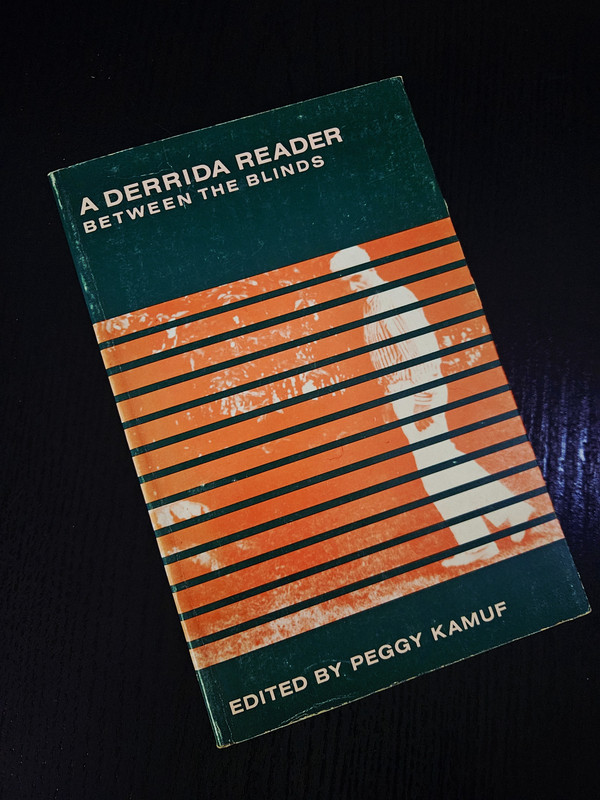 A DERRIDA READER
BETWEEN THE BLINDS
EDITED BY PEGGY KAMUF